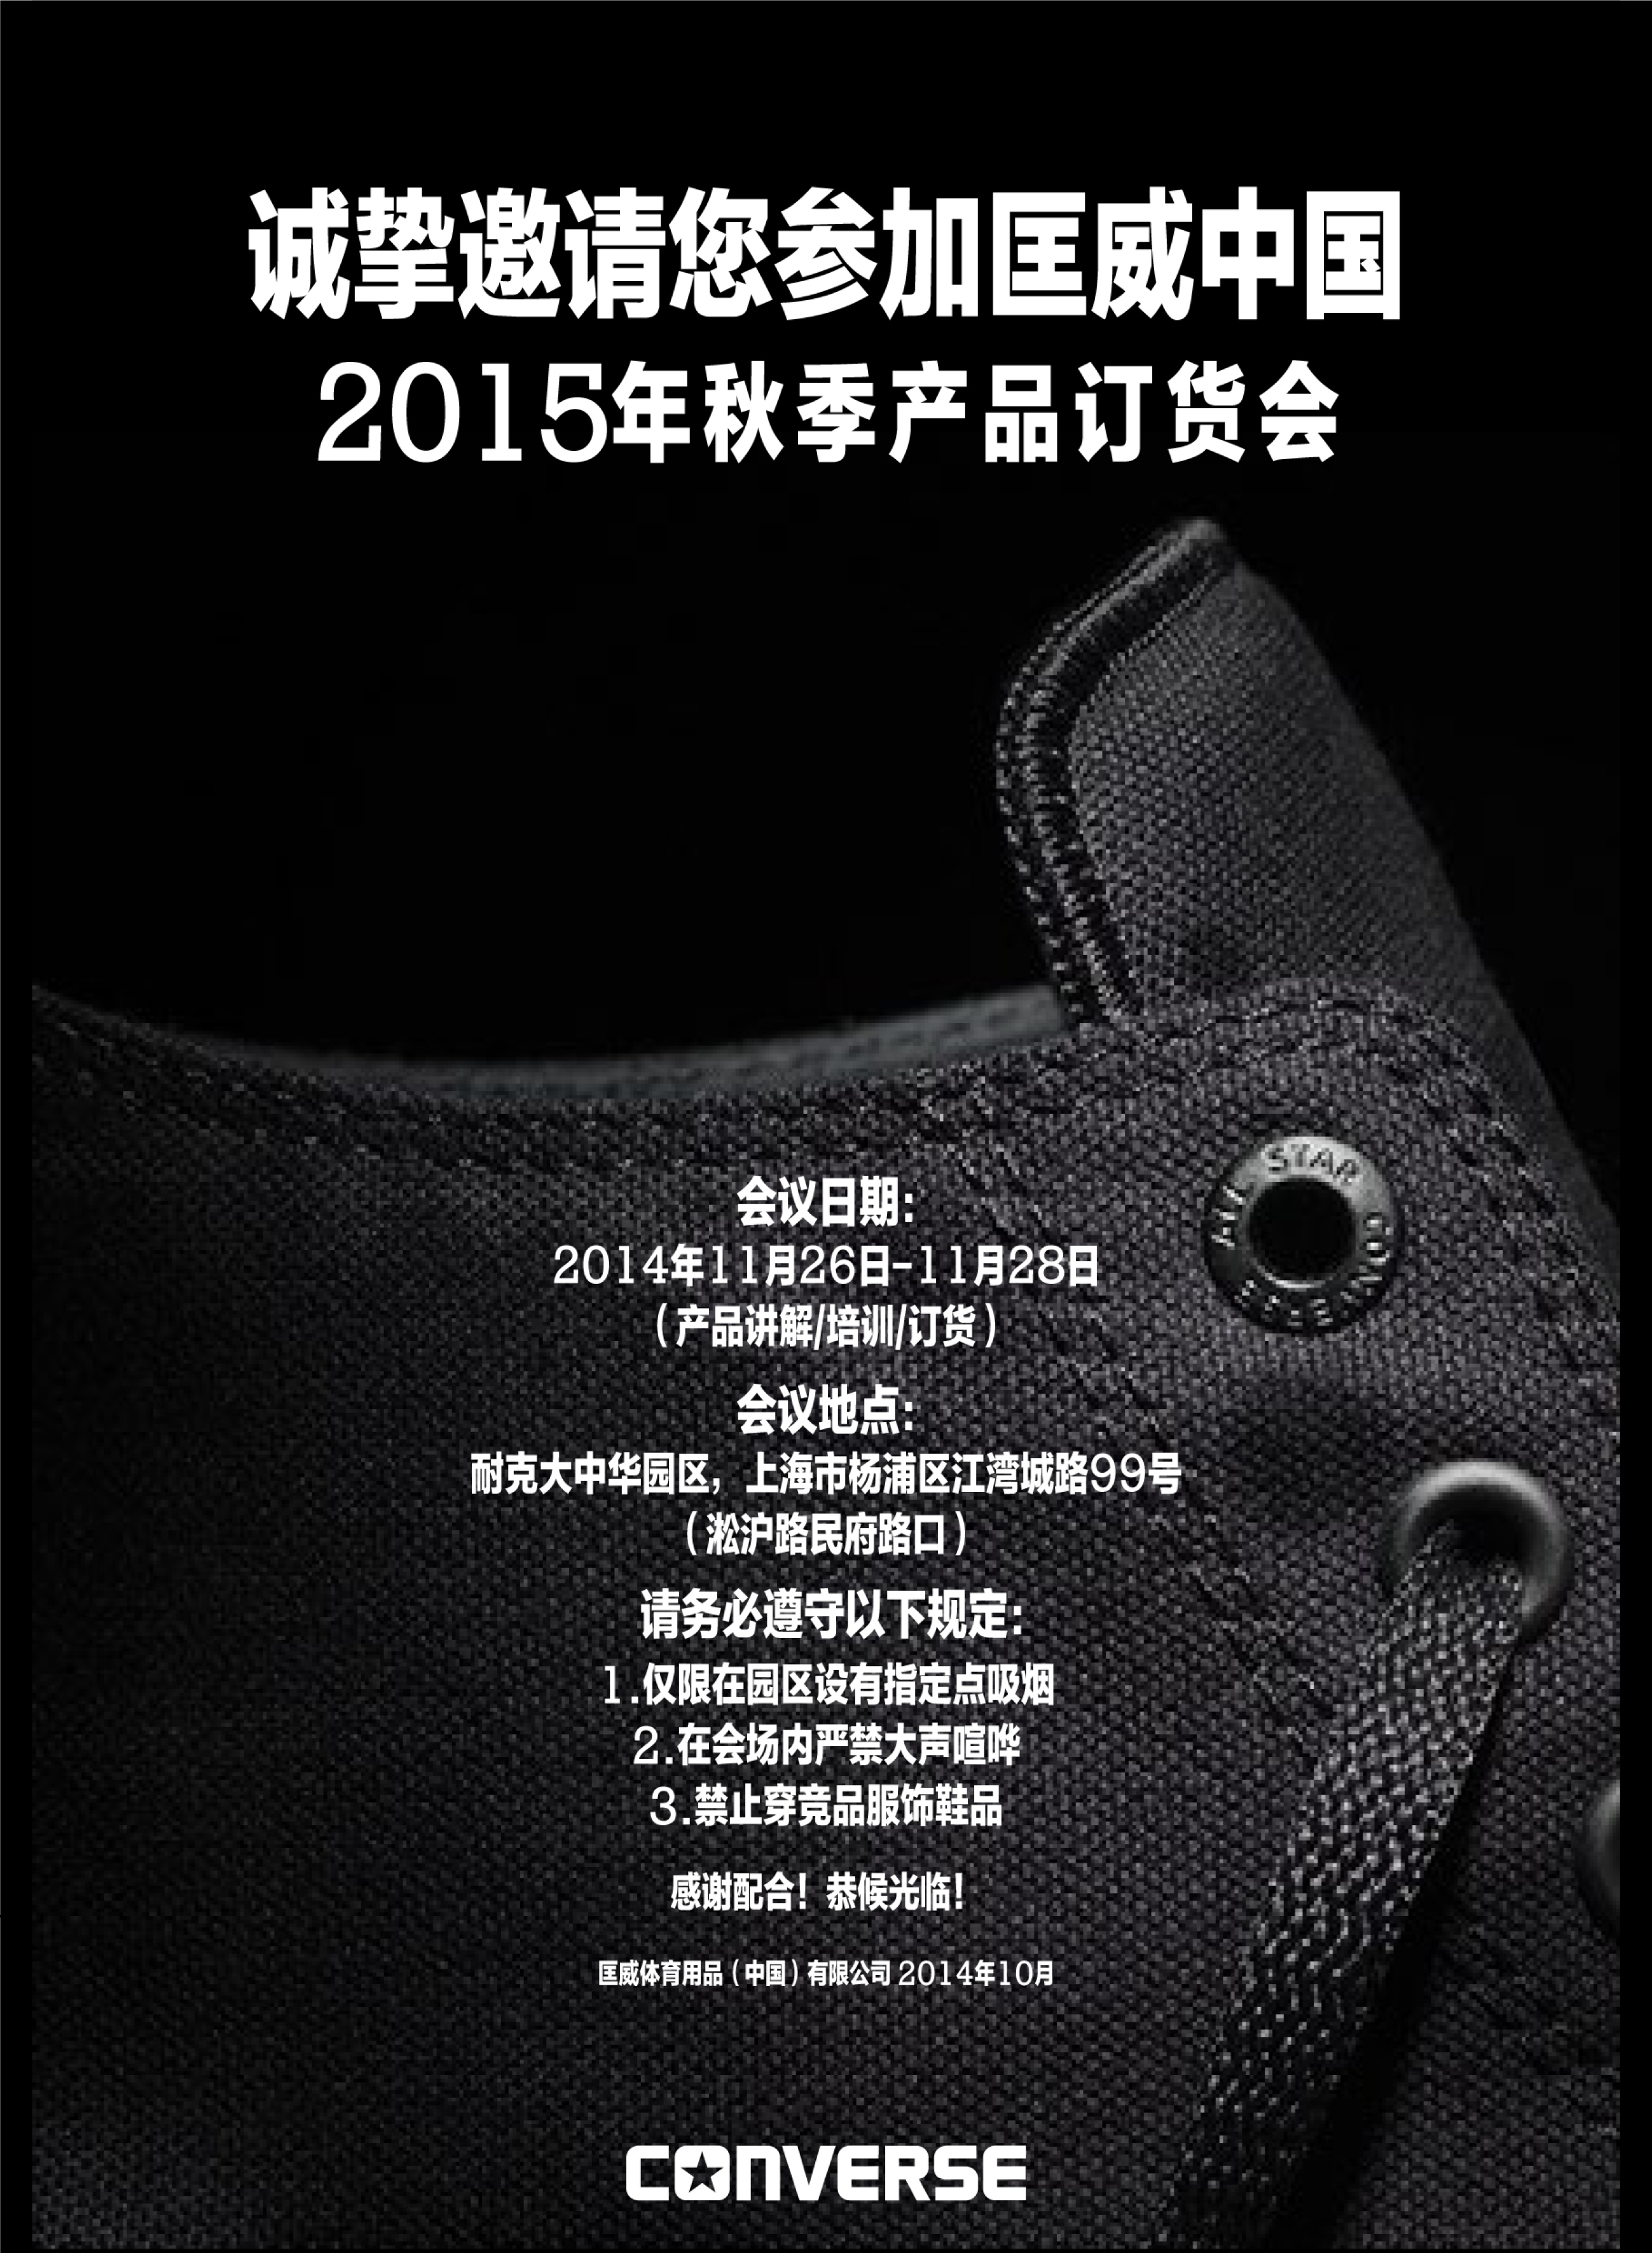 诚挚邀请您参加匡威中国
2015年秋季产品订货会
STAR
ALL
CONVERSE
会议日期：
2014年11月26日-11月28日
（产品讲解/培训/订货）
会议地点：
耐克大中华园区，上海市杨浦区江湾城路99号
（淞沪路民府路口）
请务必遵守以下规定：
1.仅限在园区设有指定点吸烟
2.在会场内严禁大声喧哗
3.禁止穿竞品服饰鞋品
感谢配合！恭候光临！
匡威体育用品（中国）有限公司 2014年10月
CONVERSE